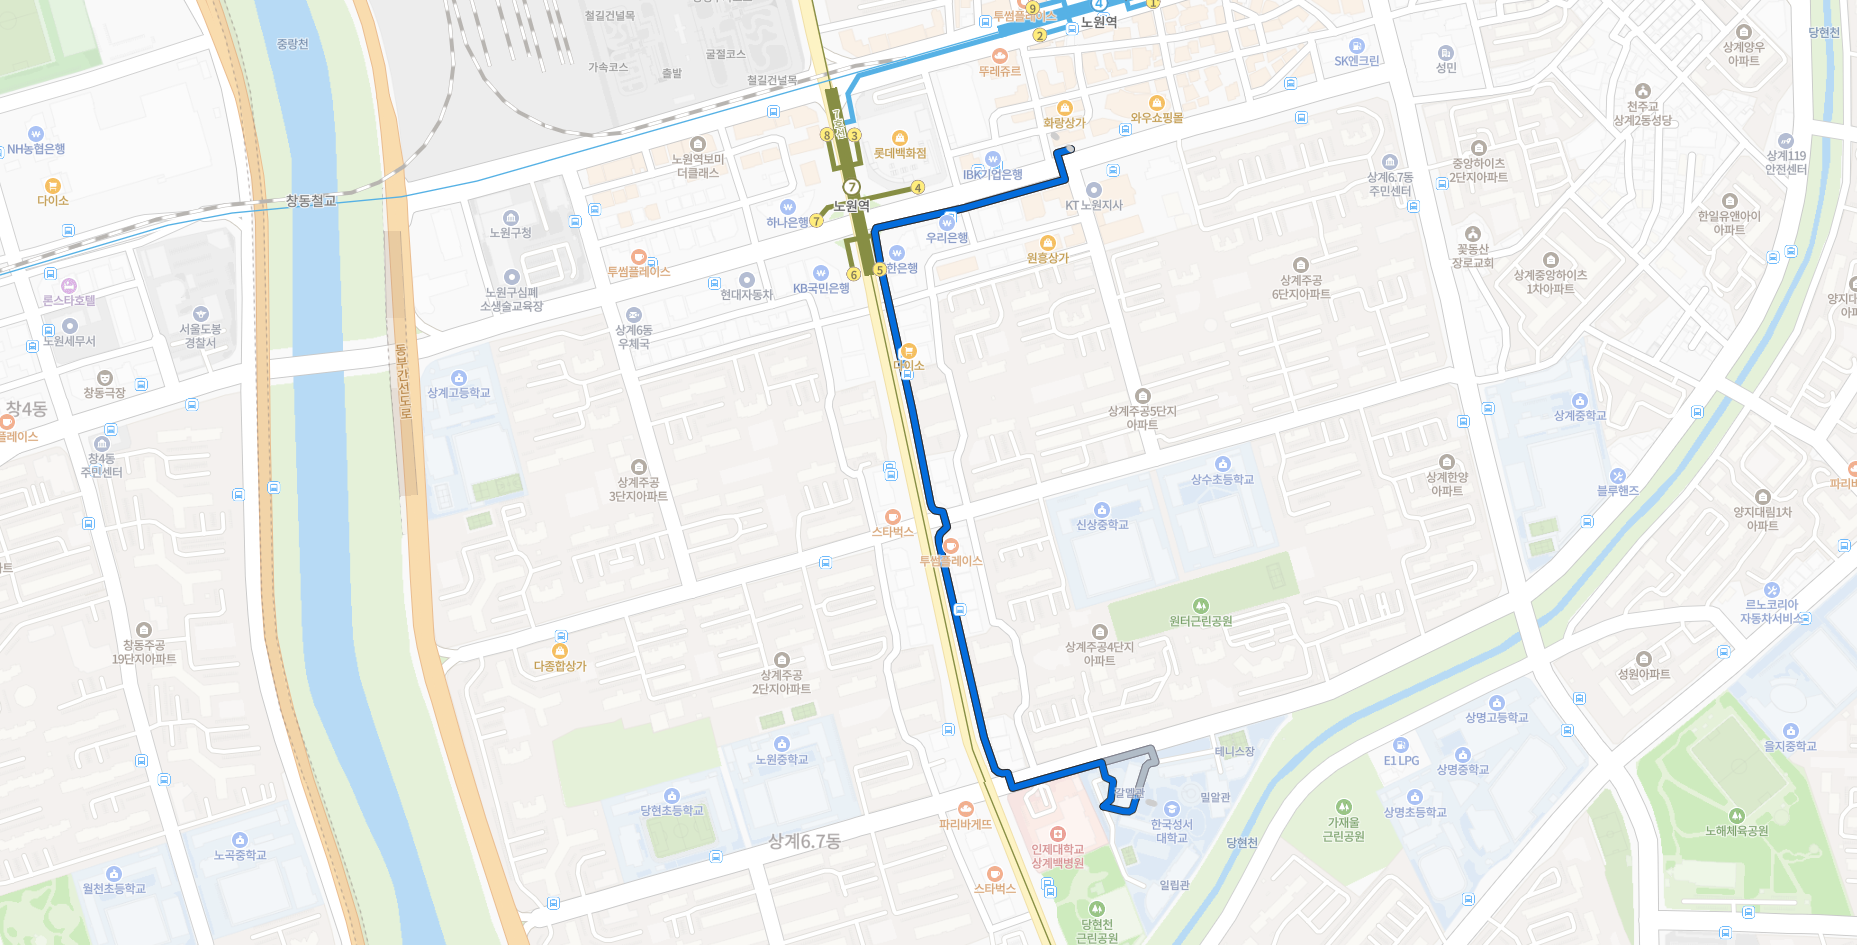 철길건널목
중랑천
굴절코스
가속코스
출발
철길건널목
9
투썸플레이스
4
노원역
1
2
뚜레쥬르
SK엔크린
성민
상계양우
아파트
당현천
천주교
상계2동성당
NH농협은행
다이소
창동철교
노원역보미
더클래스
8
7호선
3
롯데백화점
화랑상가
와우쇼핑몰
IBK기업은행
상계6.7동
주민센터
중앙하이츠
2단지아파트
상계119
안전센터
7
4
노원역
7
하나은행
KT노원지사
한일유앤아이
아파트
노원구청
우리은행
원흥상가
꽃동산
장로교회
투썸플레이스
6
5
한은행
KB국민은행
현대자동차
노원구심폐
소생술교육장
상계주공
6단지아파트
상계중앙하이츠
1차아파트
양지대
아파
론스타호텔
노원세무서
서울도봉
경찰서
상계6동
우체국
동부간선도로
다이소
창동극장
창4동
플레이스
상계고등학교
상계주공5단지
아파트
상계중학교
창4동
주민센터
상계주공
3단지아파트
상수초등학교
상계한양
아파트
블루핸즈
파리바
스타벅스
신상중학교
양지대림1차
아파트
투썸플레이스
트
원터근린공원
르노코리아
자동차서비스
창동주공
19단지아파트
다종합상가
상계주공
2단지아파트
상계주공4단지
아파트
성원아파트
상명고등학교
노원중학교
테니스장
E1 LPG
상명중학교
을지중학교
당현초등학교
갈멜관
밀알관
파리바게뜨
한국성서
대학교
상명초등학교
가재울
근린공원
노해체육공원
상계6.7동
당현천
노곡중학교
인제대학교
상계백병원
월천초등학교
스타벅스
일립관
당현천
근린공원